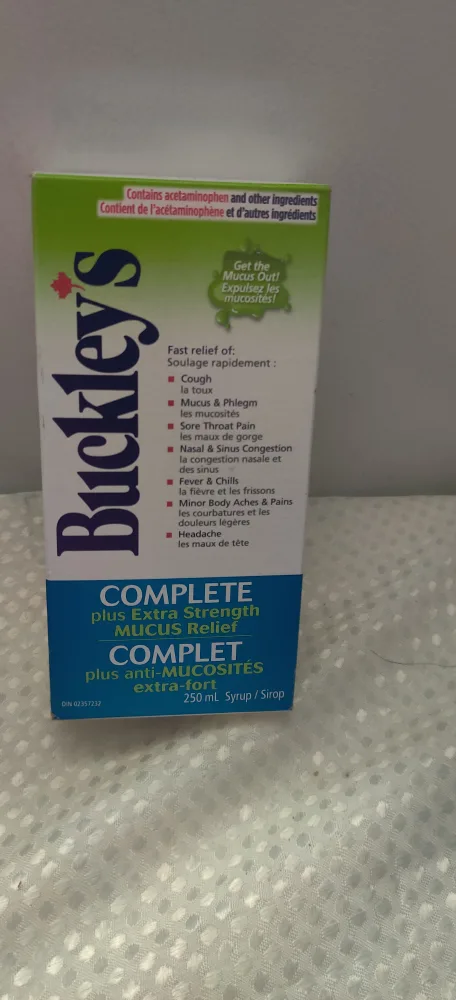 Contains acetaminophen and other ingredients
Contient de l'acétaminophène et d'autres ingrédients
Get the
Mucus Out!
Expulsez les
mucosités!
Buckley's
Fast relief of:
Soulage rapidement :
Cough
la toux
Mucus & Phlegm
les mucosités
Sore Throat Pain
les maux de gorge
Nasal & Sinus Congestion
la congestion nasale et
des sinus
Fever & Chills
la fièvre et les frissons
Minor Body Aches & Pains
les courbatures et les
douleurs légères
Headache
les maux de tête
COMPLETE
plus Extra Strength
MUCUS Relief
COMPLET
plus anti-MUCOSITÉS
extra-fort
250 mL Syrup / Sirop
DIN 02357232